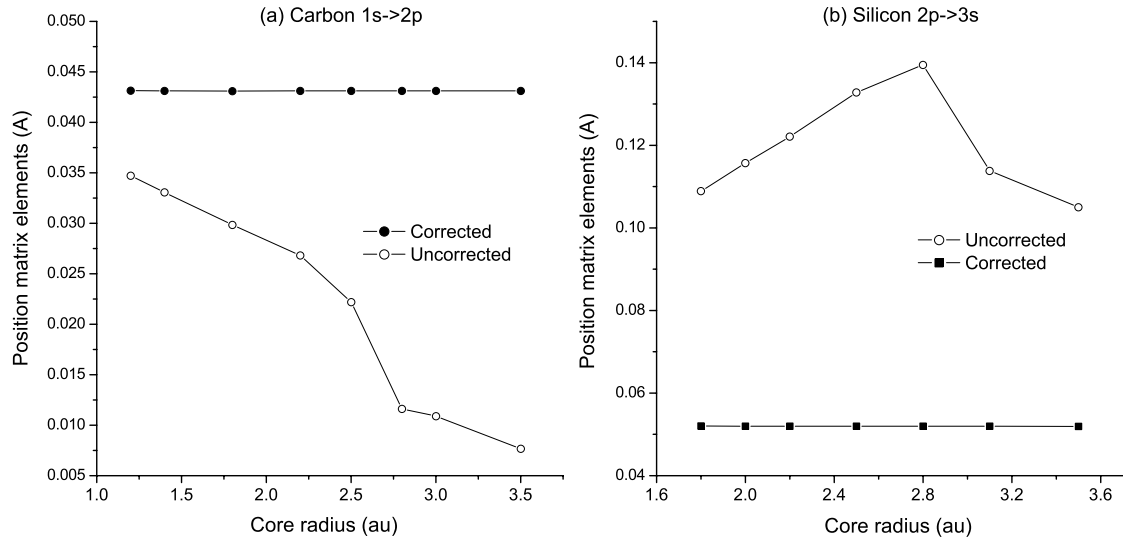 (a) Carbon 1s->2p
0.050
0.045
0.040
0.035
0.030
0.025
0.020
0.015
0.010
0.005
Position matrix elements (A)
Corrected
Uncorrected
1.0 1.5 2.0 2.5 3.0 3.5
Core radius (au)
(b) Silicon 2p->3s
0.14
0.12
0.10
0.08
0.06
0.04
Position matrix elements (A)
Uncorrected
Corrected
1.6 2.0 2.4 2.8 3.2 3.6
Core radius (au)